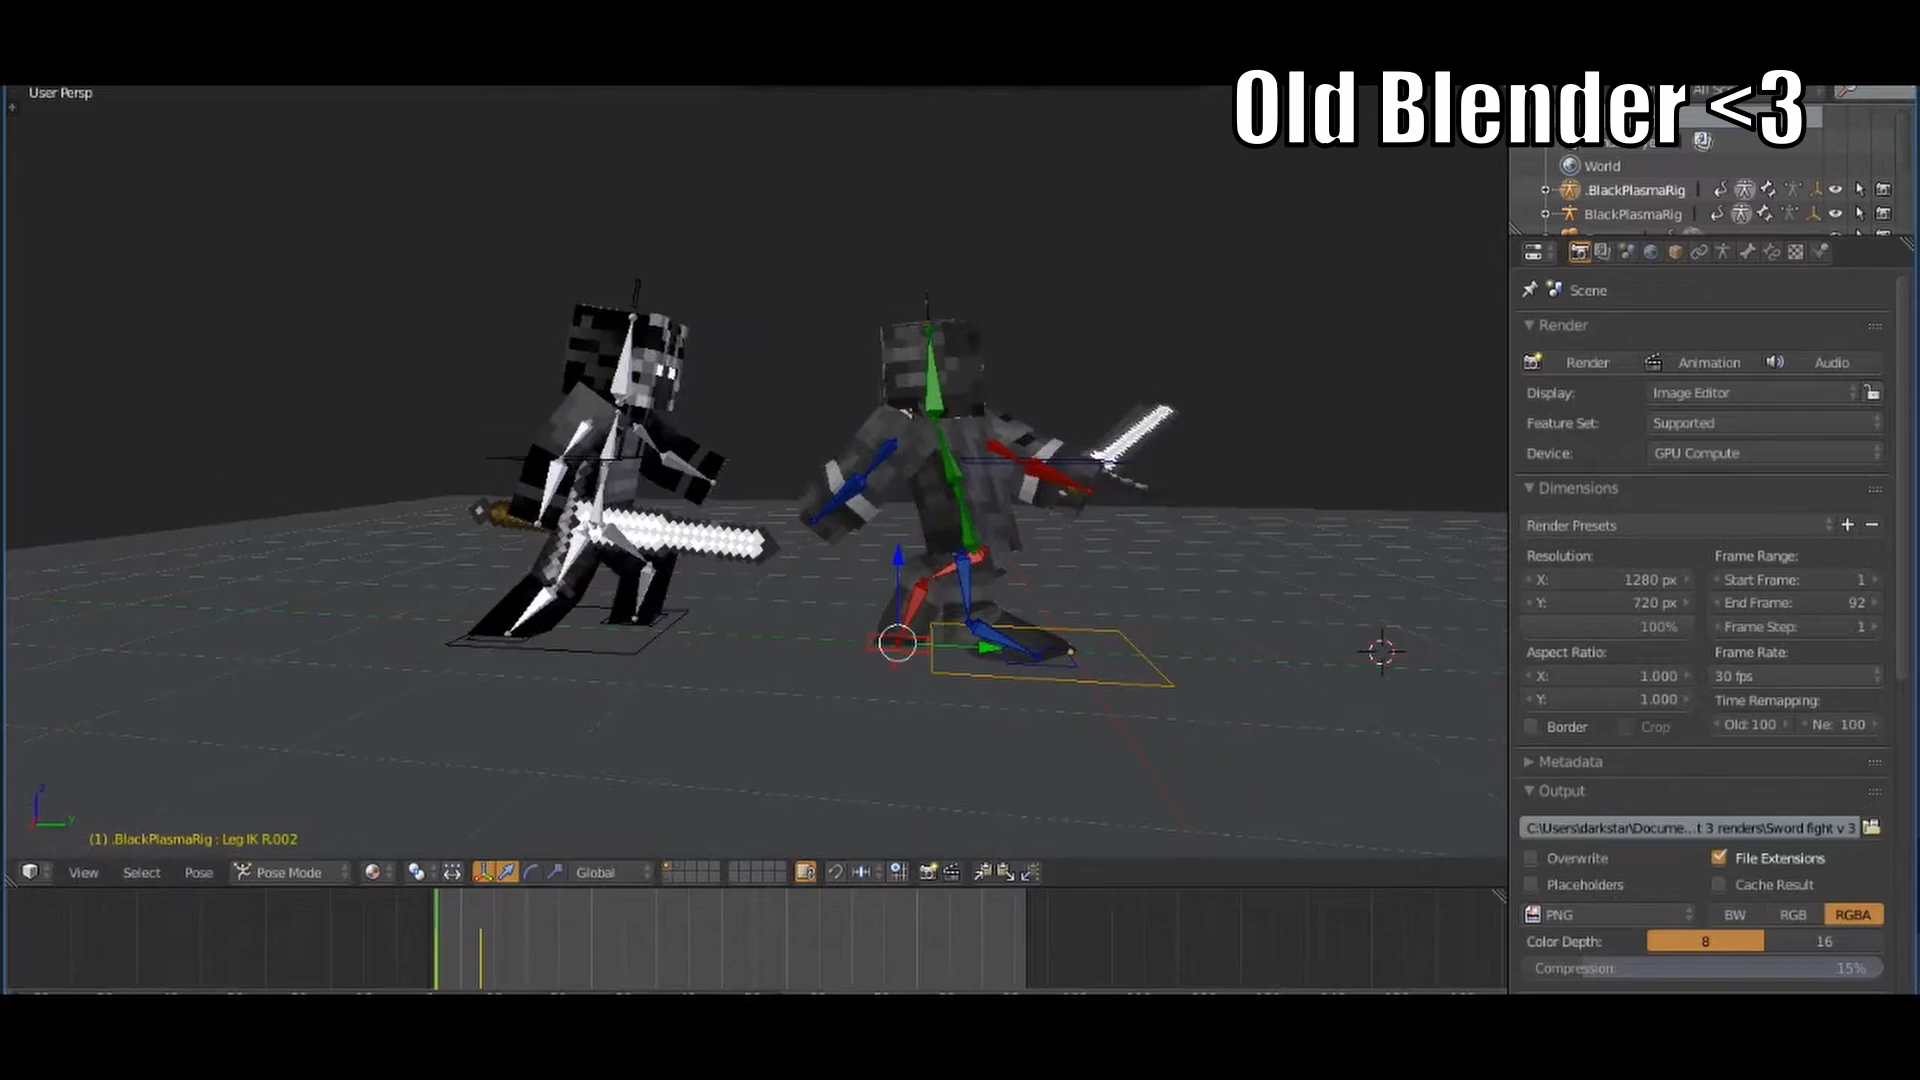 Old Blender <3
User Persp
World
.BlackPlasmaRig
BlackPlasmaRig
Scene
Render
Render Animation Audio
Display: Image Editor
Feature Set: Supported
Device: GPU Compute
Dimensions
Render Presets
Resolution: Frame Range:
X: 1280 px Start Frame: 1
Y: 720 px End Frame: 92
100% Frame Step: 1
Aspect Ratio: Frame Rate:
X: 1.000 30 fps
Y: 1.000 Time Remapping:
Border Crop Old: 100 Ne: 100
Metadata
Output
C:\Users\darkstar\Docume...t 3 renders\Sword fight v 3
Overwrite File Extensions
Placeholders Cache Result
PNG BW RGB RGBA
Color Depth: 8 16
Compression: 15%
z
y
(1) .BlackPlasmaRig : Leg IK R.002
View Select Pose Pose Mode Global